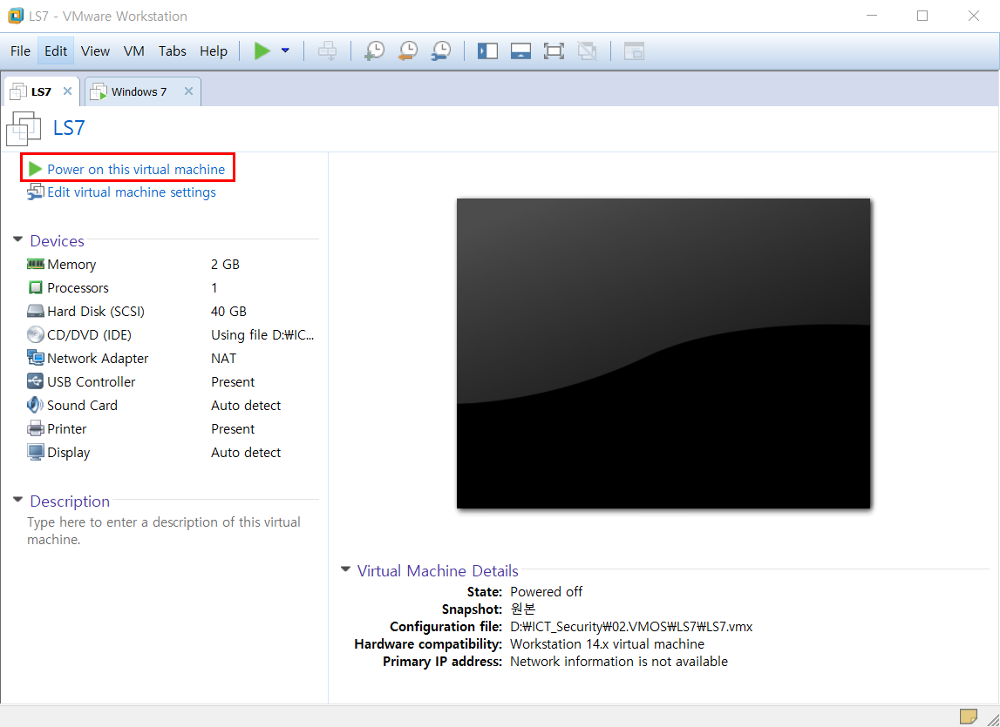 LS7 - VMware Workstation
File Edit View VM Tabs Help
LS7 Windows 7
LS7
Power on this virtual machine
Edit virtual machine settings
Devices
Memory 2 GB
Processors 1
Hard Disk (SCSI) 40 GB
CD/DVD (IDE) Using file D:₩IC...
Network Adapter NAT
USB Controller Present
Sound Card Auto detect
Printer Present
Display Auto detect
Description
Type here to enter a description of this virtual
machine.
Virtual Machine Details
State: Powered off
Snapshot: 원본
Configuration file: D:₩ICT_Security₩02.VMOS₩LS7₩LS7.vmx
Hardware compatibility: Workstation 14.x virtual machine
Primary IP address: Network information is not available